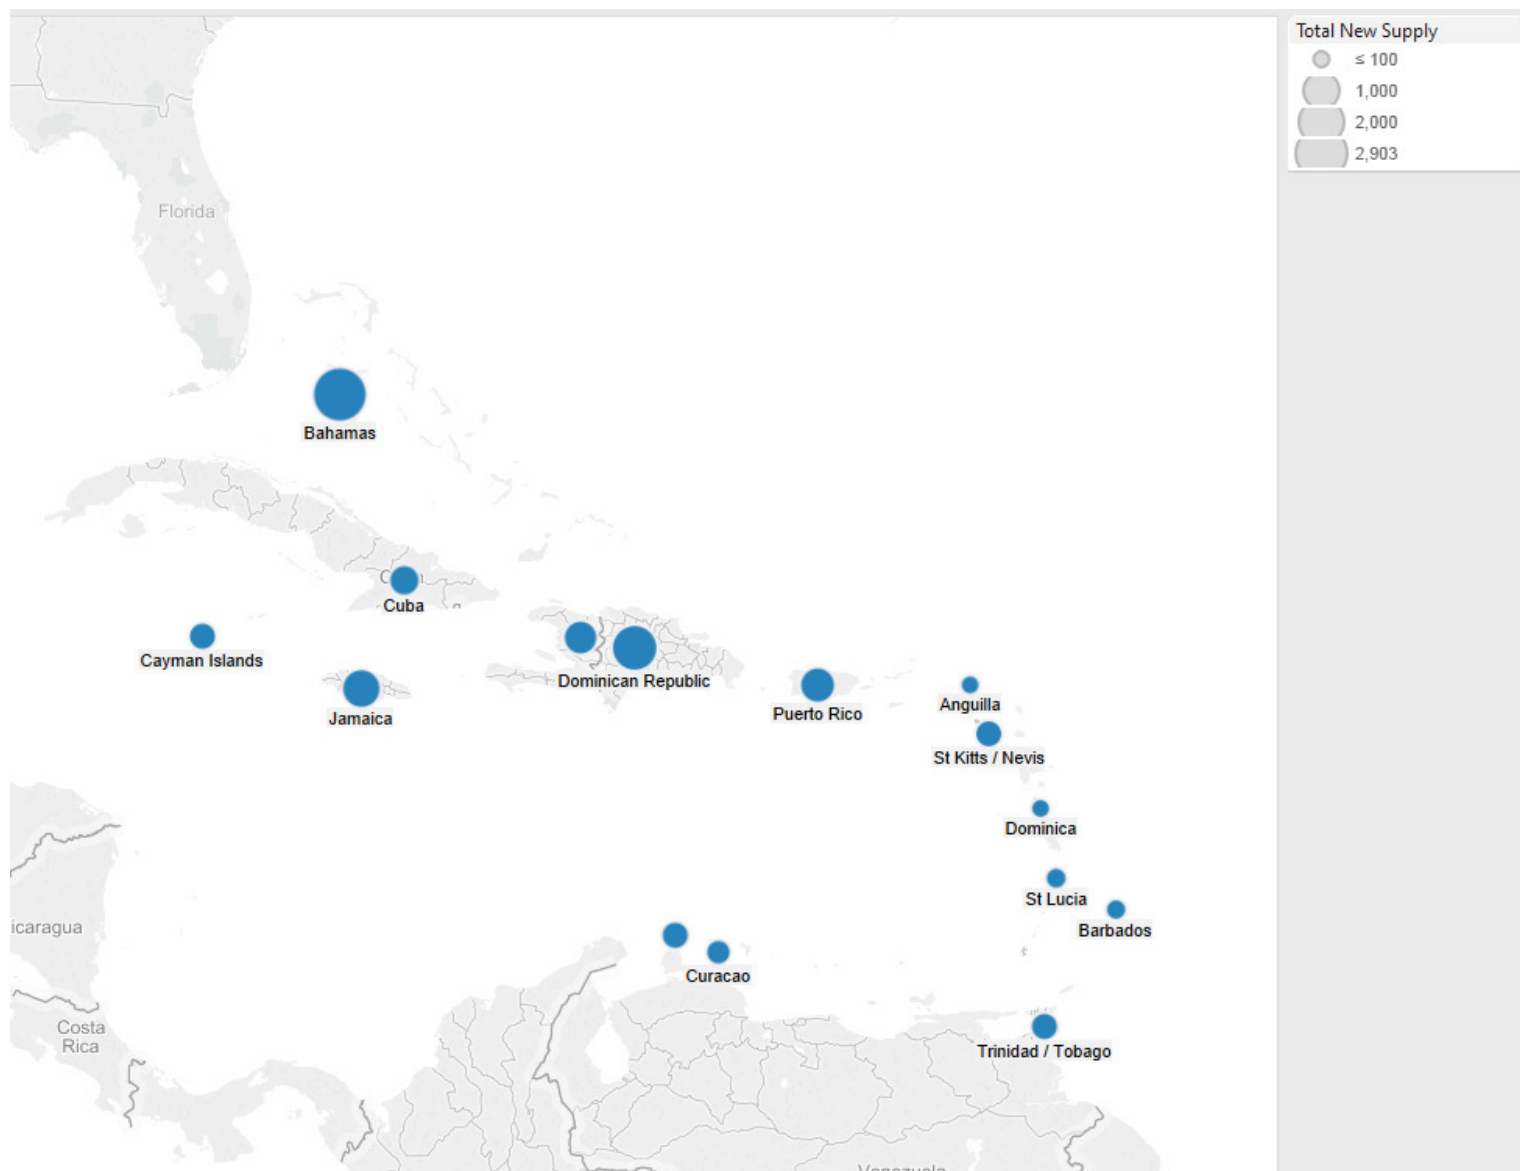 Total New Supply
≤ 100
1,000
2,000
2,903
Florida
Bahamas
Cuba
Cayman Islands
Dominican Republic
Jamaica
Puerto Rico
Anguilla
St Kitts / Nevis
Dominica
St Lucia
Barbados
icaragua
Curacao
Costa
Rica
Trinidad / Tobago
Venezuela